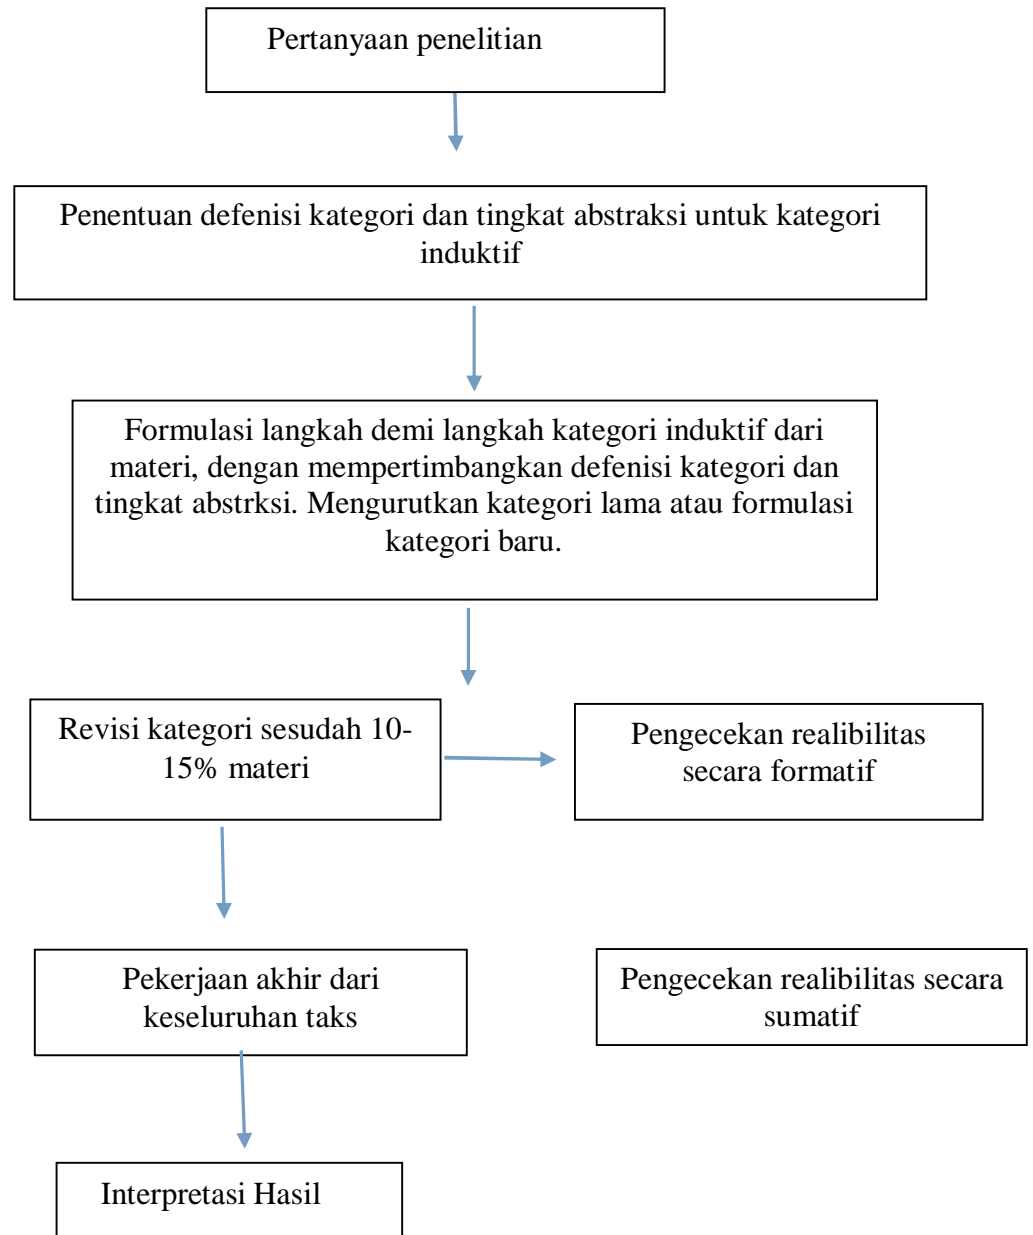 Pertanyaan penelitian
Penentuan defenisi kategori dan tingkat abstraksi untuk kategori
induktif
Formulasi langkah demi langkah kategori induktif dari
materi, dengan mempertimbangkan defenisi kategori dan
tingkat abstrksi. Mengurutkan kategori lama atau formulasi
kategori baru.
Revisi kategori sesudah 10-
15% materi
Pengecekan realibilitas
secara formatif
Pekerjaan akhir dari
keseluruhan taks
Pengecekan realibilitas secara
sumatif
Interpretasi Hasil